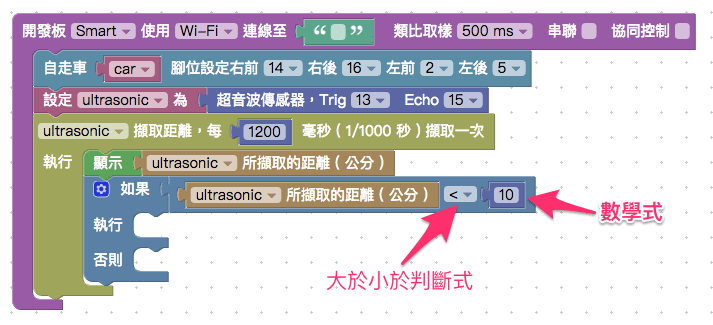 開發板 Smart 使用 Wi-Fi 連線至 “ ” 類比取樣 500 ms 串聯 協同控制
自走車 car 腳位設定右前 14 右後 16 左前 2 左後 5
設定 ultrasonic 為 超音波傳感器，Trig 13 Echo 15
ultrasonic 擷取距離，每 1200 毫秒（1/1000 秒）擷取一次
執行 顯示 ultrasonic 所擷取的距離（公分）
如果 ultrasonic 所擷取的距離（公分） < 10
執行 數學式
否則
大於小於判斷式